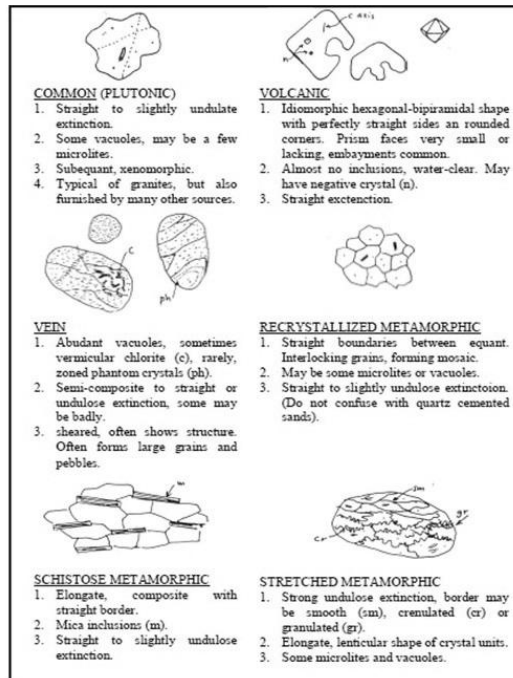 c axis
n
COMMON (PLUTONIC)
1. Straight to slightly undulate
extinction.
2. Some vacuoles, may be a few
microlites.
3. Subequant, xenomorphic.
4. Typical of granites, but also
furnished by many other sources.
VOLCANIC
1. Idiomorphic hexagonal-bipiramidal shape
with perfectly straight sides an rounded
corners. Prism faces very small or
lacking, embayments common.
2. Almost no inclusions, water-clear. May
have negative crystal (n).
3. Straight exctenction.
c
ph
VEIN
1. Abudant vacuoles, sometimes
vermicular chlorite (c), rarely,
zoned phantom crystals (ph).
2. Semi-composite to straight or
undulose extinction, some may
be badly.
3. sheared, often shows structure.
Often forms large grains and
pebbles.
RECRYSTALLIZED METAMORPHIC
1. Straight boundaries between equant.
Interlocking grains, forming mosaic.
2. May be some microlites or vacuoles.
3. Straight to slightly undulose extinctoion.
(Do not confuse with quartz cemented
sands).
m
SCHISTOSE METAMORPHIC
1. Elongate, composite with
straight border.
2. Mica inclusions (m).
3. Straight to slightly undulose
extinction.
sm
gr
cr
STRETCHED METAMORPHIC
1. Strong undulose extinction, border may
be smooth (sm), crenulated (cr) or
granulated (gr).
2. Elongate, lenticular shape of crystal units.
3. Some microlites and vacuoles.